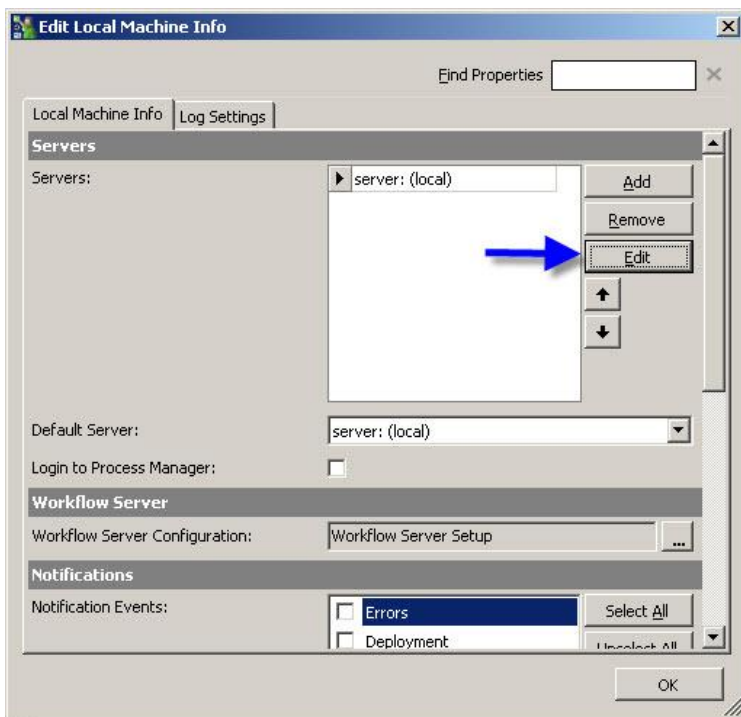 Edit Local Machine Info
Find Properties
Local Machine Info Log Settings
Servers
Servers: server: (local) Add
Remove
Edit
Default Server: server: (local)
Login to Process Manager:
Workflow Server
Workflow Server Configuration: Workflow Server Setup ...
Notifications
Notification Events: Errors Select All
Deployment Unselect All
OK